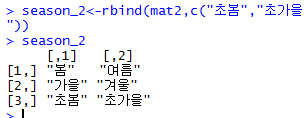 > season_2<-rbind(mat2,c("초봄","초가을
"))
> season_2
[,1] [,2]
[1,] "봄" "여름"
[2,] "가을" "겨울"
[3,] "초봄" "초가을"
>